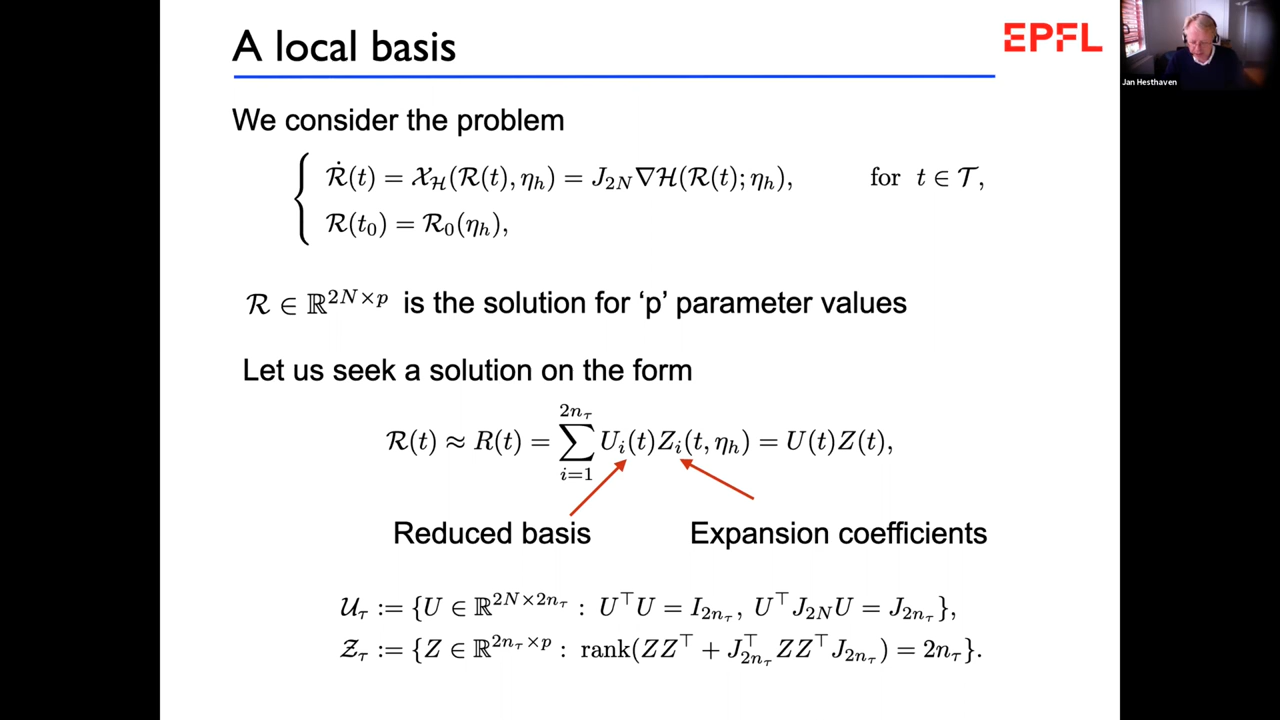 A local basis
EPFL
Jan Hesthaven
We consider the problem
Ṙ(t) = X_H(R(t), η_h) = J_{2N}∇H(R(t); η_h), for t ∈ T,
R(t_0) = R_0(η_h),
R ∈ ℝ^{2N×p} is the solution for ‘p’ parameter values
Let us seek a solution on the form
R(t) ≈ R(t) = ∑_{i=1}^{2n_τ} U_i(t)Z_i(t, η_h) = U(t)Z(t),
Reduced basis Expansion coefficients
U_τ := {U ∈ ℝ^{2N×2n_τ} : U^⊤U = I_{2n_τ}, U^⊤J_{2N}U = J_{2n_τ}},
Z_τ := {Z ∈ ℝ^{2n_τ×p} : rank(ZZ^⊤ + J_{2n_τ}^⊤ZZ^⊤J_{2n_τ}) = 2n_τ}.